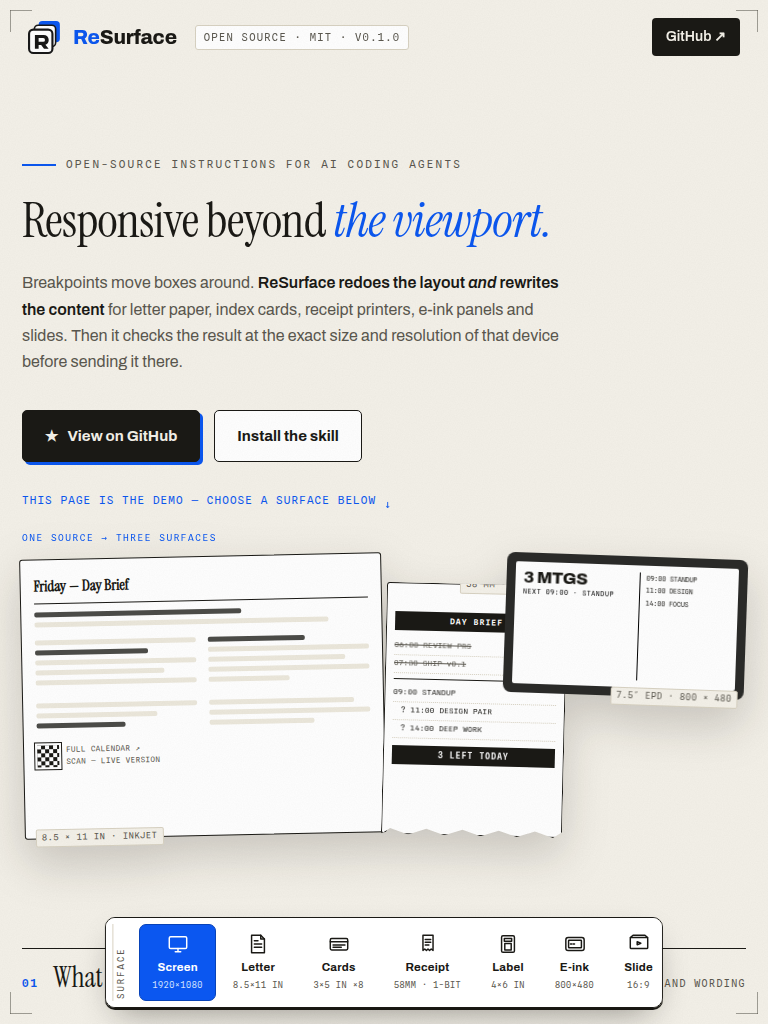 R ReSurface OPEN SOURCE · MIT · V0.1.0 GitHub ↗
OPEN-SOURCE INSTRUCTIONS FOR AI CODING AGENTS
Responsive beyond the viewport.
Breakpoints move boxes around. ReSurface redoes the layout and rewrites
the content for letter paper, index cards, receipt printers, e-ink panels and
slides. Then it checks the result at the exact size and resolution of that device
before sending it there.
★ View on GitHub
Install the skill
THIS PAGE IS THE DEMO — CHOOSE A SURFACE BELOW ↓
ONE SOURCE → THREE SURFACES
Friday — Day Brief
FULL CALENDAR ↗
SCAN — LIVE VERSION
8.5 × 11 IN · INKJET
58 MM
DAY BRIEF
06:00 REVIEW PRS
07:30 SHIP v0.1
09:00 STANDUP
? 11:00 DESIGN PAIR
? 14:00 DEEP WORK
3 LEFT TODAY
3 MTGS
NEXT 09:00 · STANDUP
09:00 STANDUP
11:00 DESIGN
14:00 FOCUS
7.5″ EPD · 800 × 480
01 What
AND WORDING
SURFACE
Screen
1920×1080
Letter
8.5×11 IN
Cards
3×5 IN ×8
Receipt
58MM · 1-BIT
Label
4×6 IN
E-ink
800×480
Slide
16:9